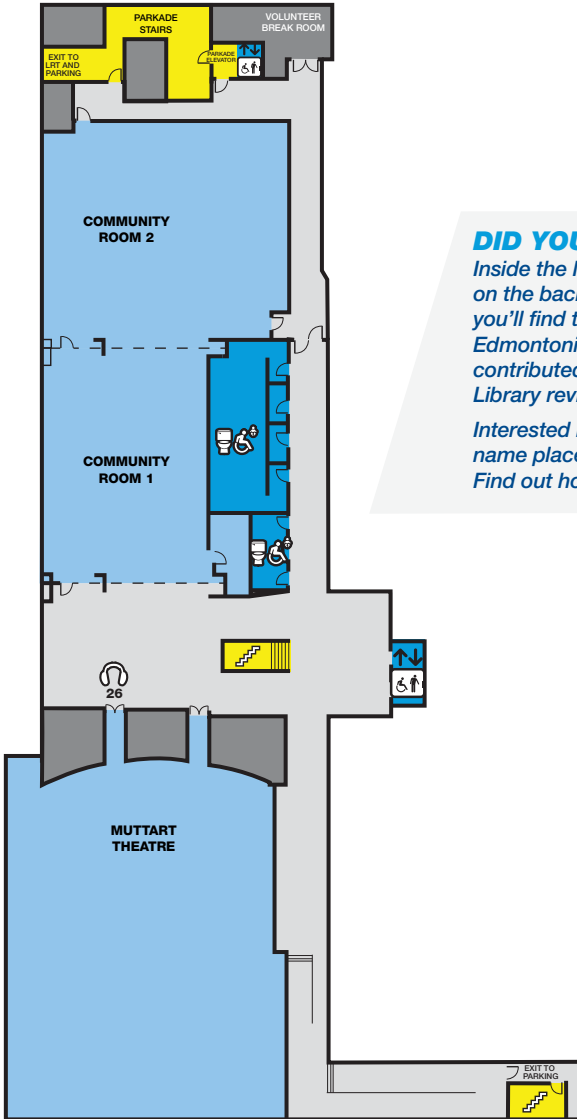 PARKADE
STAIRS
VOLUNTEER
BREAK ROOM
EXIT TO
LRT AND
PARKING
PARKADE
ELEVATOR
COMMUNITY
ROOM 2
DID YOU
Inside the
on the back
you'll find
Edmontoni
contributed
Library rev
Interested
name place
Find out ho
COMMUNITY
ROOM 1
26
MUTTART
THEATRE
EXIT TO
PARKING